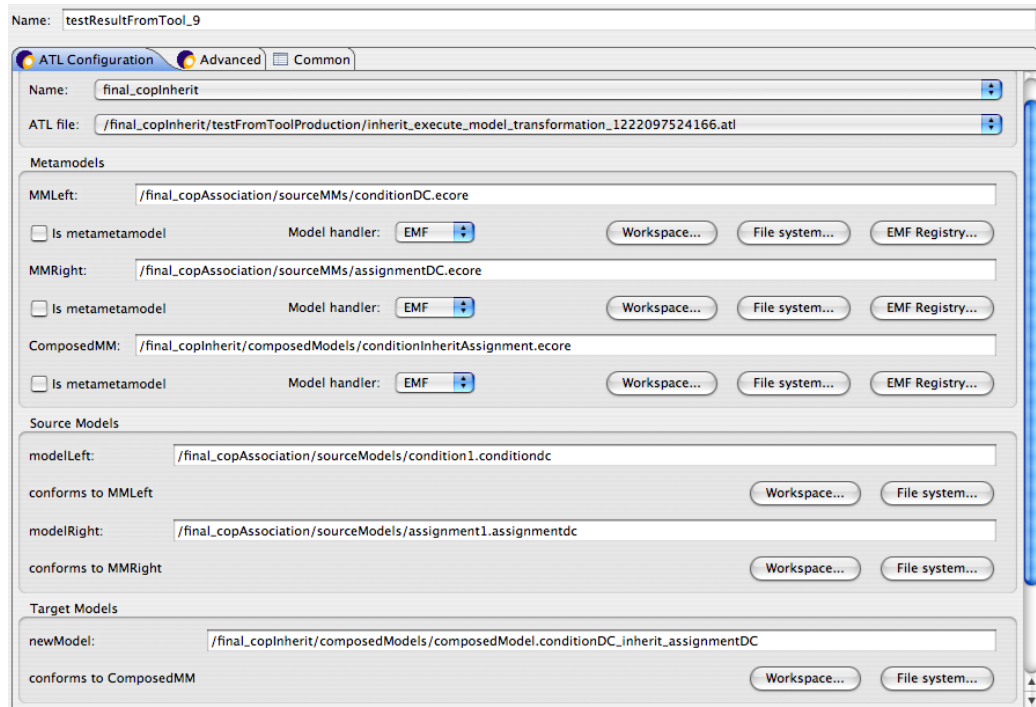 Name: testResultFromTool_9
ATL Configuration Advanced Common
Name: final_copInherit
ATL file: /final_copInherit/testFromToolProduction/inherit_execute_model_transformation_1222097524166.atl
Metamodels
MMLeft: /final_copAssociation/sourceMMs/conditionDC.ecore
Is metametamodel Model handler: EMF Workspace... File system... EMF Registry...
MMRight: /final_copAssociation/sourceMMs/assignmentDC.ecore
Is metametamodel Model handler: EMF Workspace... File system... EMF Registry...
ComposedMM: /final_copInherit/composedModels/conditionInheritAssignment.ecore
Is metametamodel Model handler: EMF Workspace... File system... EMF Registry...
Source Models
modelLeft: /final_copAssociation/sourceModels/condition1.conditiondc
conforms to MMLeft Workspace... File system...
modelRight: /final_copAssociation/sourceModels/assignment1.assignmentdc
conforms to MMRight Workspace... File system...
Target Models
newModel: /final_copInherit/composedModels/composedModel.conditionDC_inherit_assignmentDC
conforms to ComposedMM Workspace... File system...